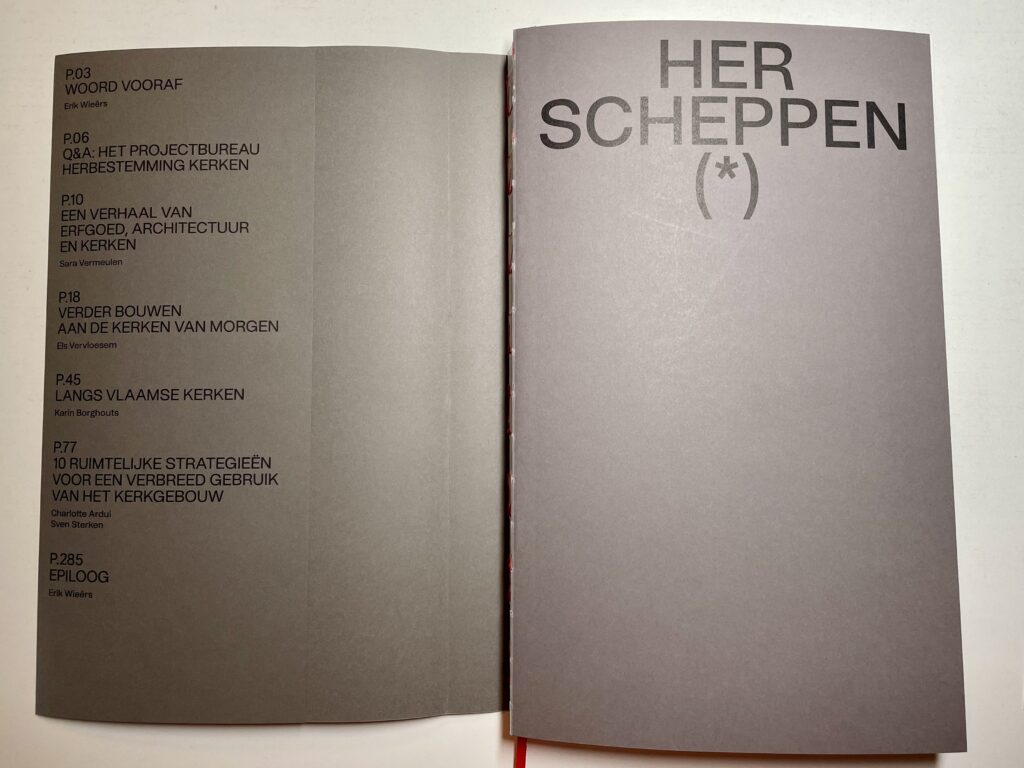 P.03
WOORD VOORAF
Erik Wieërs
P.06
Q&A: HET PROJECTBUREAU
HERBESTEMMING KERKEN
P.10
EEN VERHAAL VAN
ERFGOED, ARCHITECTUUR
EN KERKEN
Sara Vermeulen
P.18
VERDER BOUWEN
AAN DE KERKEN VAN MORGEN
Els Vervloesem
P.45
LANGS VLAAMSE KERKEN
Karin Borghouts
P.77
10 RUIMTELIJKE STRATEGIEËN
VOOR EEN VERBREED GEBRUIK
VAN HET KERKGEBOUW
Charlotte Ardui
Sven Sterken
P.285
EPILOOG
Erik Wieërs
HER
SCHEPPEN
(*)